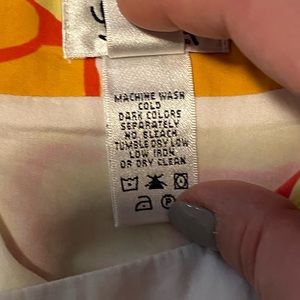 MACHINE WASH
COLD
DARK COLORS
SEPARATELY
NO BLEACH
TUMBLE DRY LOW
LOW IRON
OR DRY CLEAN